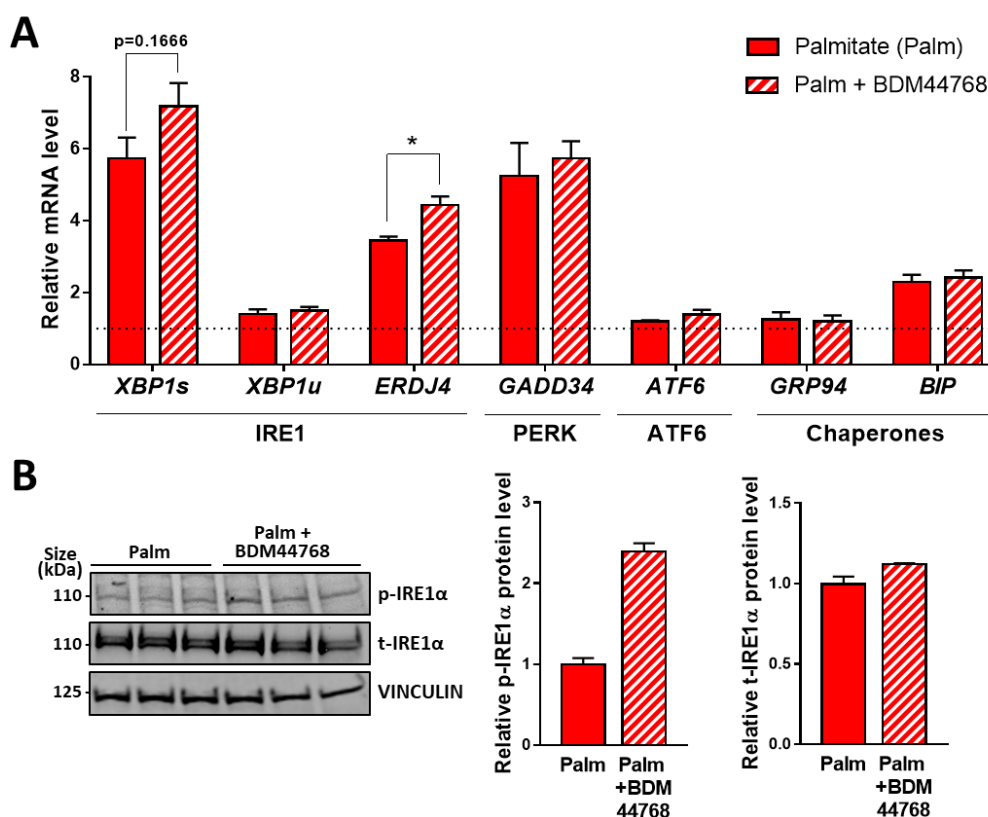 A
p=0.1666
Palmitate (Palm)
Palm + BDM44768
*
Relative mRNA level
8
6
4
2
0
XBP1s XBP1u ERDJ4 GADD34 ATF6 GRP94 BIP
IRE1 PERK ATF6 Chaperones
B
Size
(kDa)
Palm
Palm +
BDM44768
110
p-IRE1α
110
t-IRE1α
125
VINCULIN
Relative p-IRE1α protein level
3
2
1
0
Palm Palm
+BDM
44768
Relative t-IRE1α protein level
1.5
1.0
0.5
0.0
Palm Palm
+BDM
44768